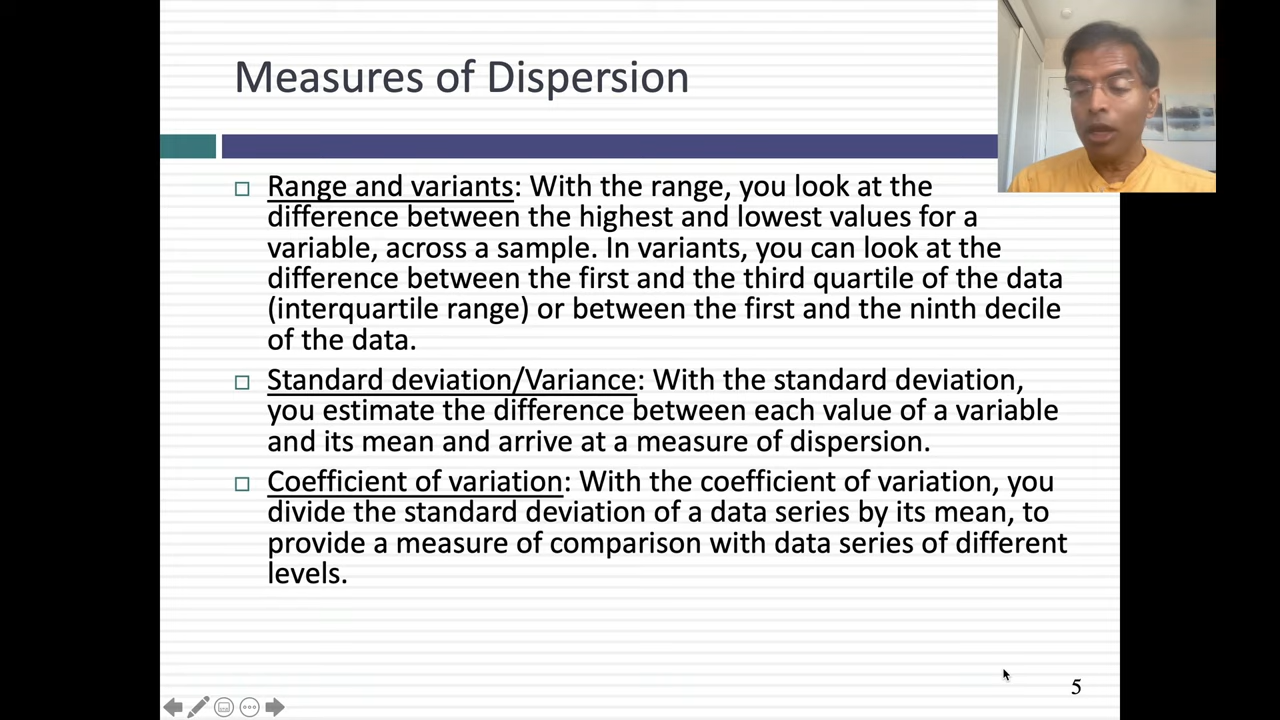 Measures of Dispersion
□ Range and variants: With the range, you look at the
difference between the highest and lowest values for a
variable, across a sample. In variants, you can look at the
difference between the first and the third quartile of the data
(interquartile range) or between the first and the ninth decile
of the data.
□ Standard deviation/Variance: With the standard deviation,
you estimate the difference between each value of a variable
and its mean and arrive at a measure of dispersion.
□ Coefficient of variation: With the coefficient of variation, you
divide the standard deviation of a data series by its mean, to
provide a measure of comparison with data series of different
levels.
5